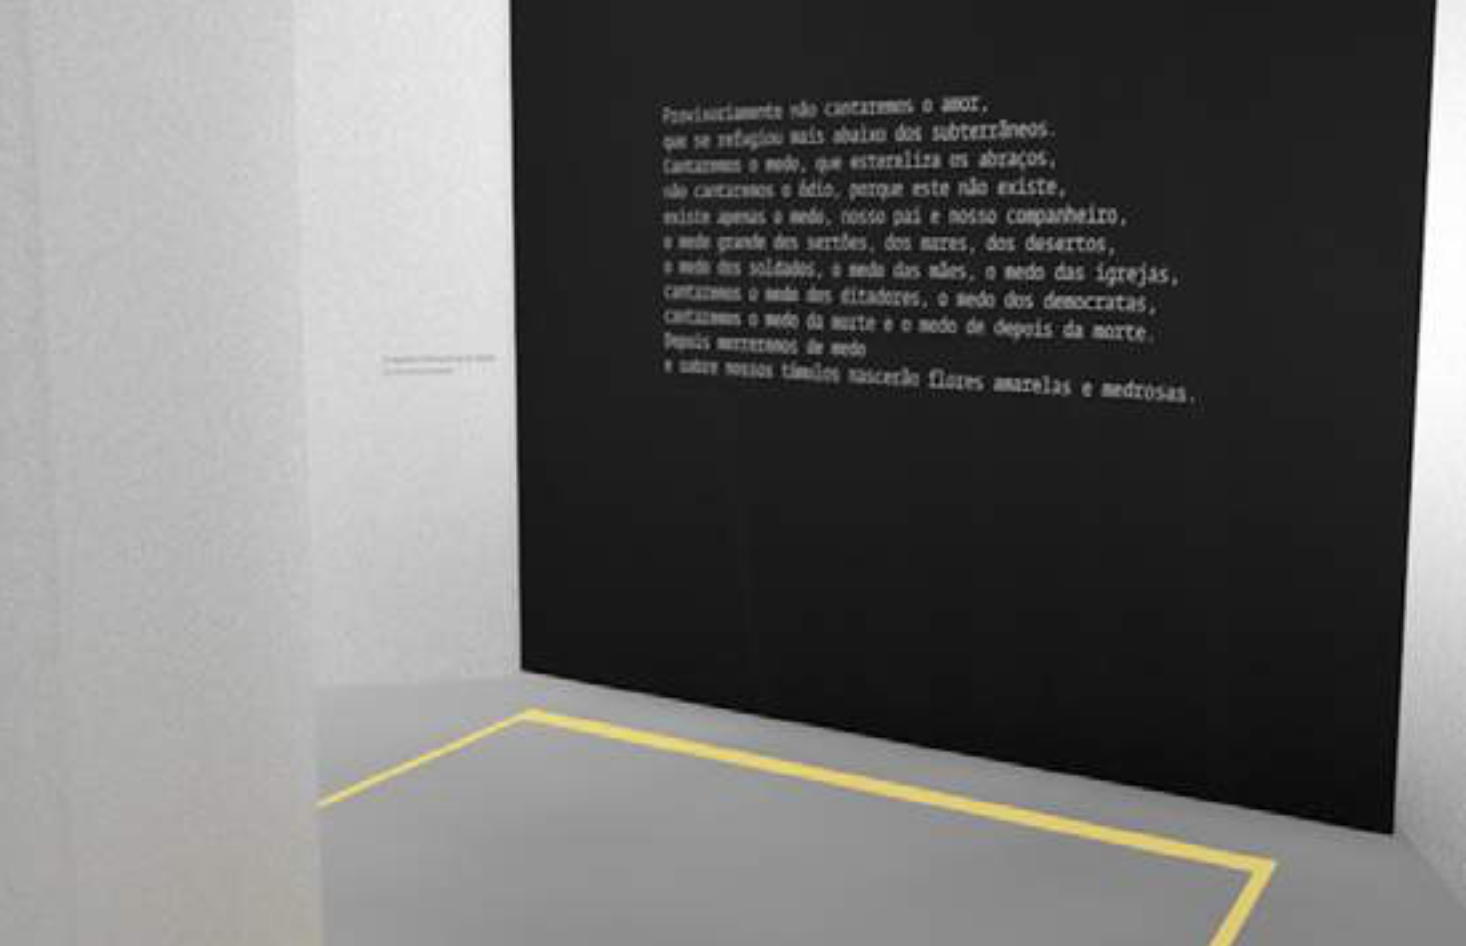 Provisoriamente não cantaremos o amor,
que se refugiou mais abaixo dos subterrâneos.
Cantaremos o medo, que estereliza os abraços,
não cantaremos o ódio, porque este não existe,
existe apenas o medo, nosso pai e nosso companheiro,
o medo grande dos sertões, dos mares, dos desertos,
o medo dos soldados, o medo das mães, o medo das igrejas,
cantaremos o medo dos ditadores, o medo dos democratas,
cantaremos o medo da morte e o medo de depois da morte.
Depois morreremos de medo
e sobre nossos túmulos nascerão flores amarelas e medrosas.